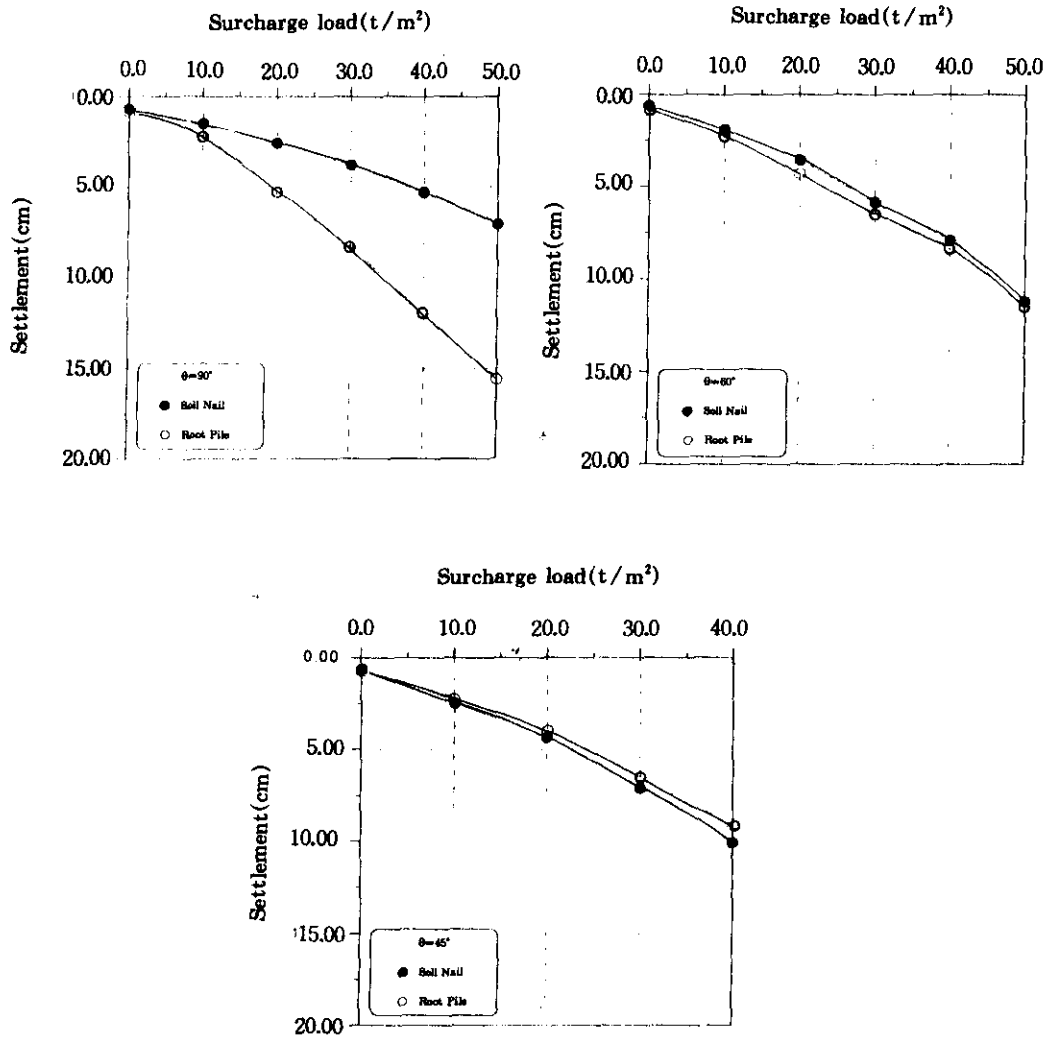 Surcharge load(t/m²)
0.0 10.0 20.0 30.0 40.0 50.0
0.00
5.00
10.00
15.00
20.00
Settlement(cm)
θ=90°
Soil Nail
Root Pile
Surcharge load(t/m²)
0.0 10.0 20.0 30.0 40.0 50.0
0.00
5.00
10.00
15.00
20.00
Settlement(cm)
θ=60°
Soil Nail
Root Pile
Surcharge load(t/m²)
0.0 10.0 20.0 30.0 40.0
0.00
5.00
10.00
15.00
20.00
Settlement(cm)
θ=45°
Soil Nail
Root Pile